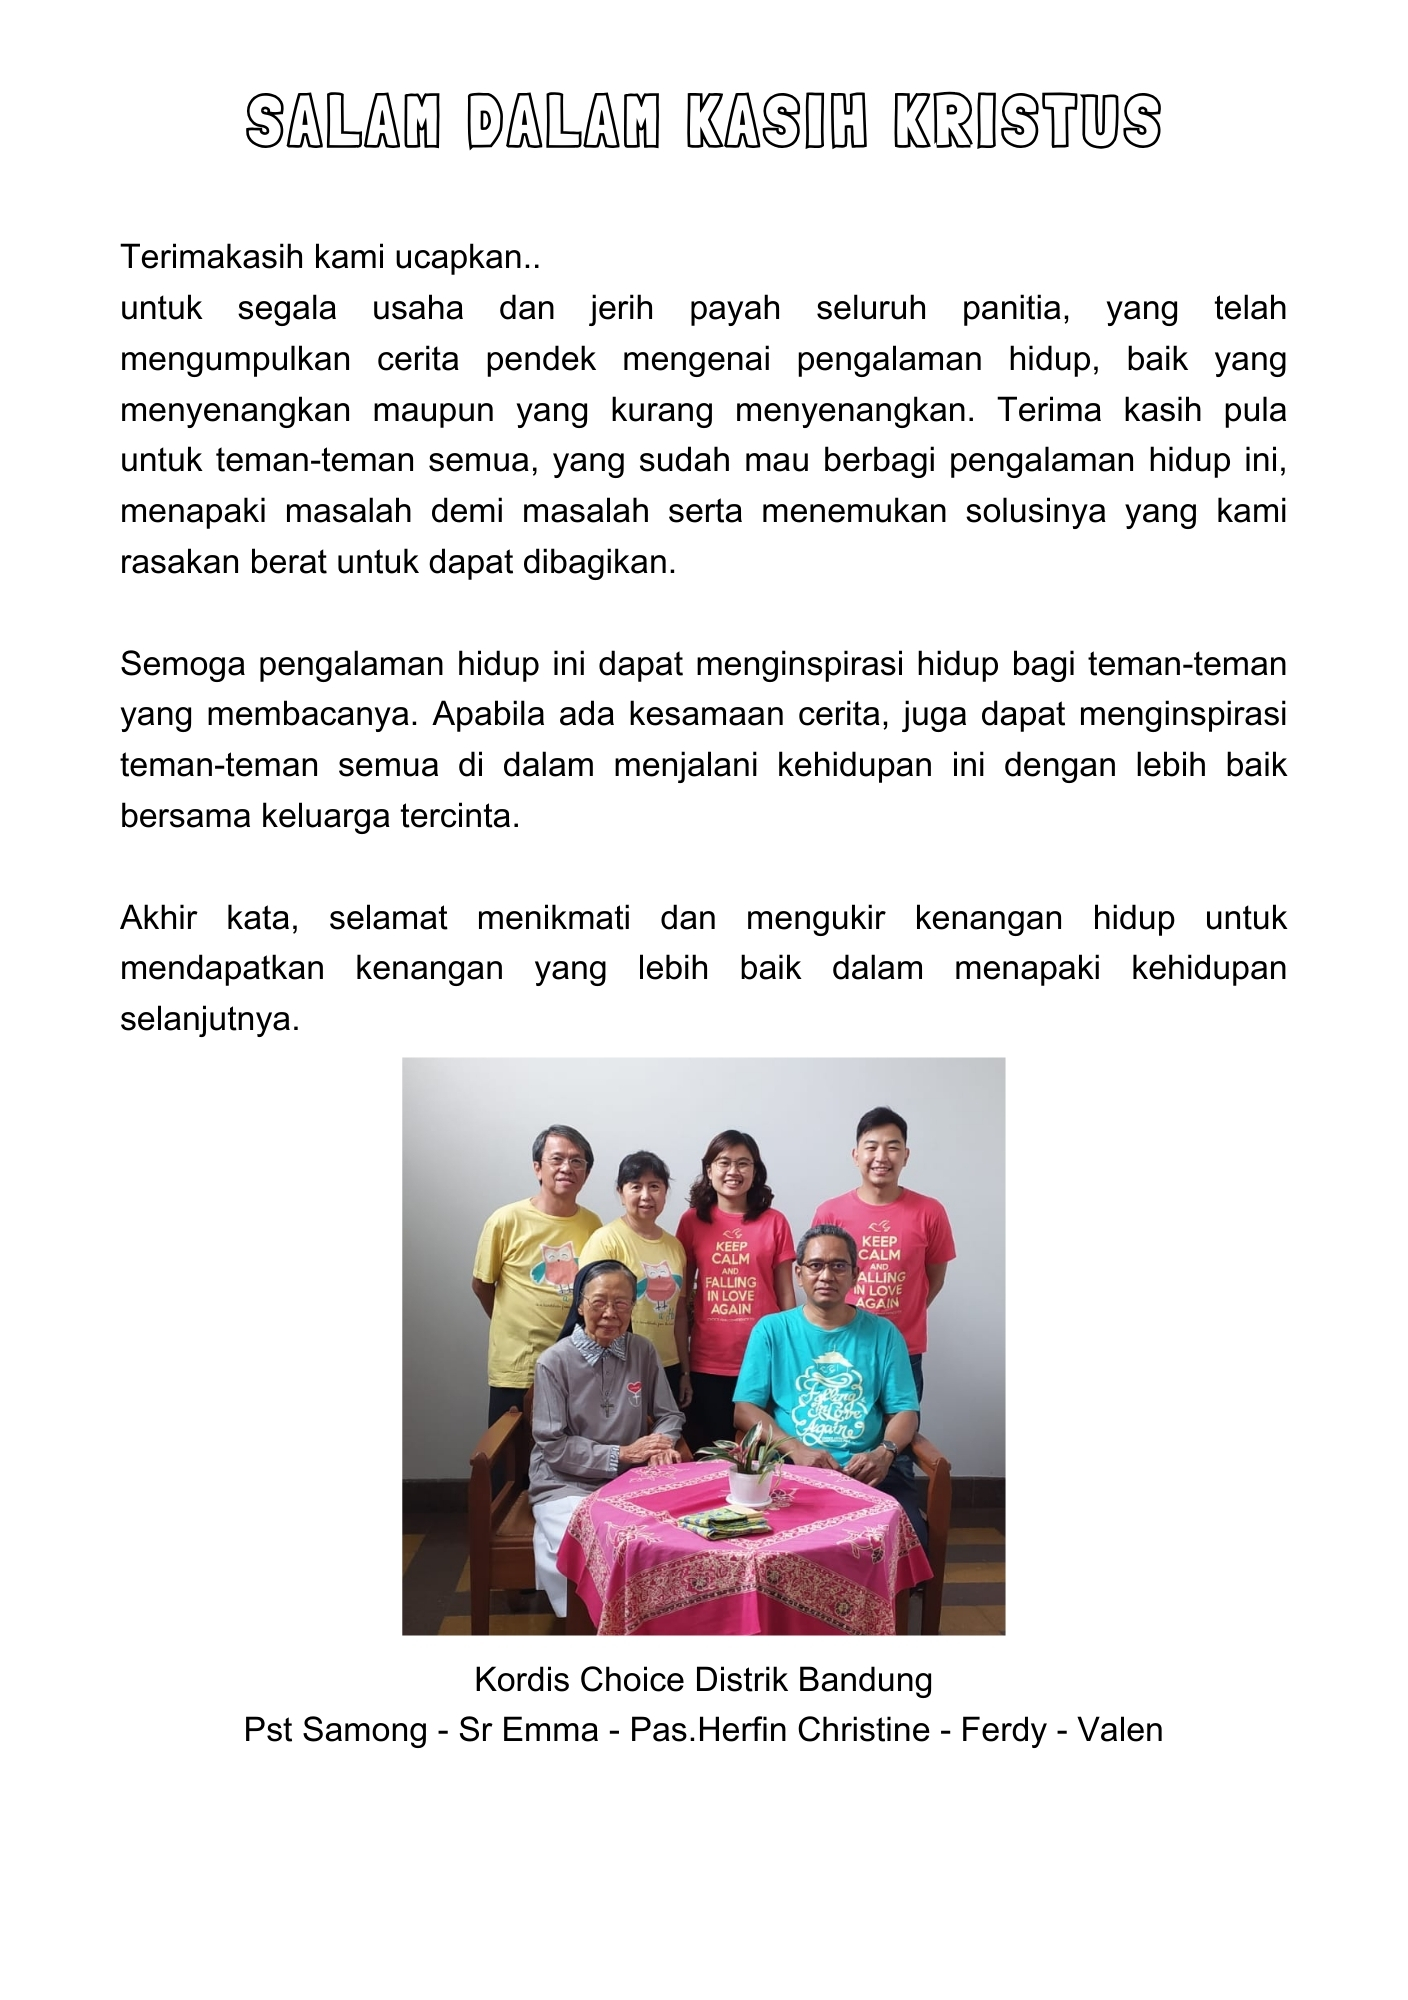 SALAM DALAM KASIH KRISTUS
Terimakasih kami ucapkan..
untuk segala usaha dan jerih payah seluruh panitia, yang telah
mengumpulkan cerita pendek mengenai pengalaman hidup, baik yang
menyenangkan maupun yang kurang menyenangkan. Terima kasih pula
untuk teman-teman semua, yang sudah mau berbagi pengalaman hidup ini,
menapaki masalah demi masalah serta menemukan solusinya yang kami
rasakan berat untuk dapat dibagikan.
Semoga pengalaman hidup ini dapat menginspirasi hidup bagi teman-teman
yang membacanya. Apabila ada kesamaan cerita, juga dapat menginspirasi
teman-teman semua di dalam menjalani kehidupan ini dengan lebih baik
bersama keluarga tercinta.
Akhir kata, selamat menikmati dan mengukir kenangan hidup untuk
mendapatkan kenangan yang lebih baik dalam menapaki kehidupan
selanjutnya.
KEEP
CALM
AND
FALLING
IN LOVE
AGAIN
KEEP
CALM
AND
ALLING
IN LOVE
AGAIN
Falling
in Love
Again
Kordis Choice Distrik Bandung
Pst Samong - Sr Emma - Pas.Herfin Christine - Ferdy - Valen